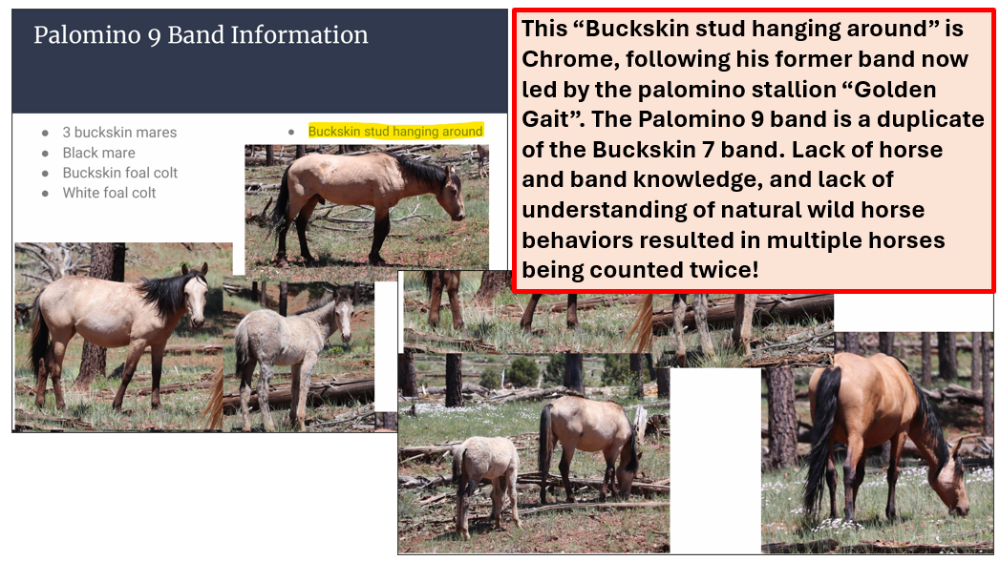 Palomino 9 Band Information
● 3 buckskin mares
● Black mare
● Buckskin foal colt
● White foal colt
● Buckskin stud hanging around
This “Buckskin stud hanging around” is
Chrome, following his former band now
led by the palomino stallion “Golden
Gait”. The Palomino 9 band is a duplicate
of the Buckskin 7 band. Lack of horse
and band knowledge, and lack of
understanding of natural wild horse
behaviors resulted in multiple horses
being counted twice!